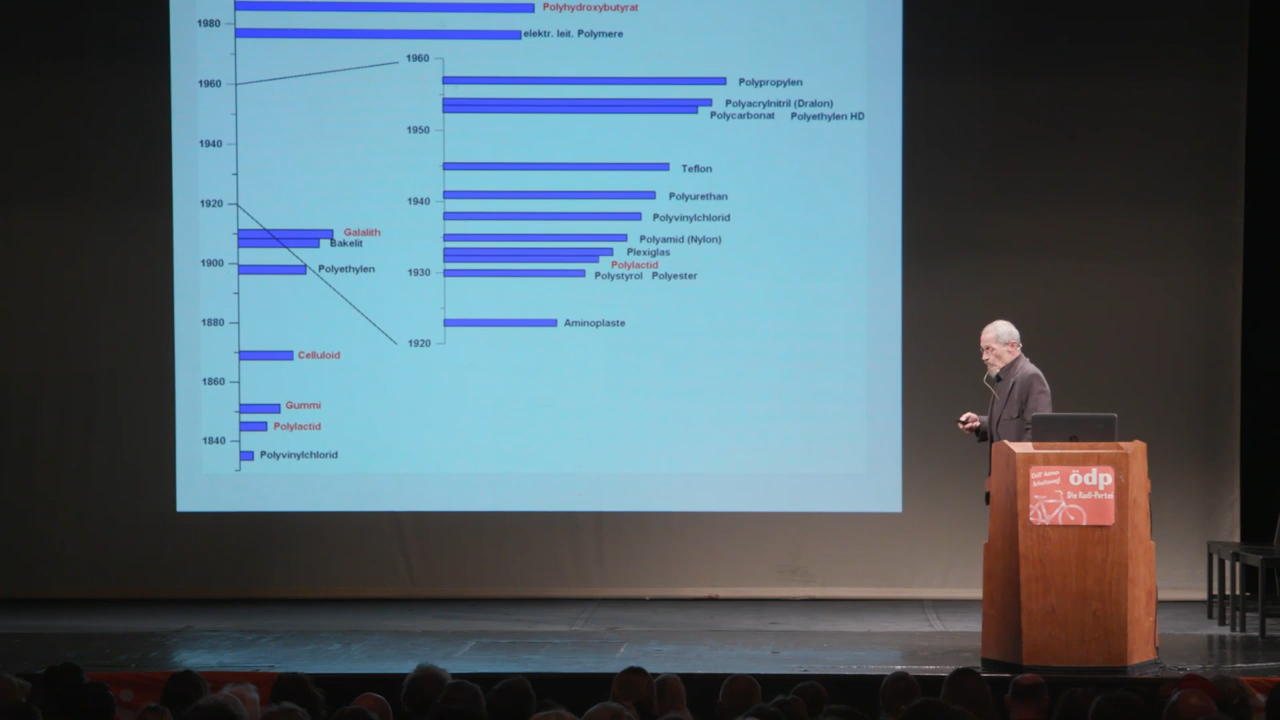 Polyhydroxybutyrat
1980
elektr. leit. Polymere
1960
1960
Polypropylen
Polyacrylnitril (Dralon)
Polycarbonat Polyethylen HD
1950
1940
Teflon
Polyurethan
1940
1920
Polyvinylchlorid
Galalith
Polyamid (Nylon)
Bakelit
Plexiglas
1900
Polyethylen
Polylactid
1930
Polystyrol Polyester
1880
Aminoplaste
1920
Celluloid
1860
Gummi
Polylactid
1840
Polyvinylchlorid
ödp
Die Radl-Partei